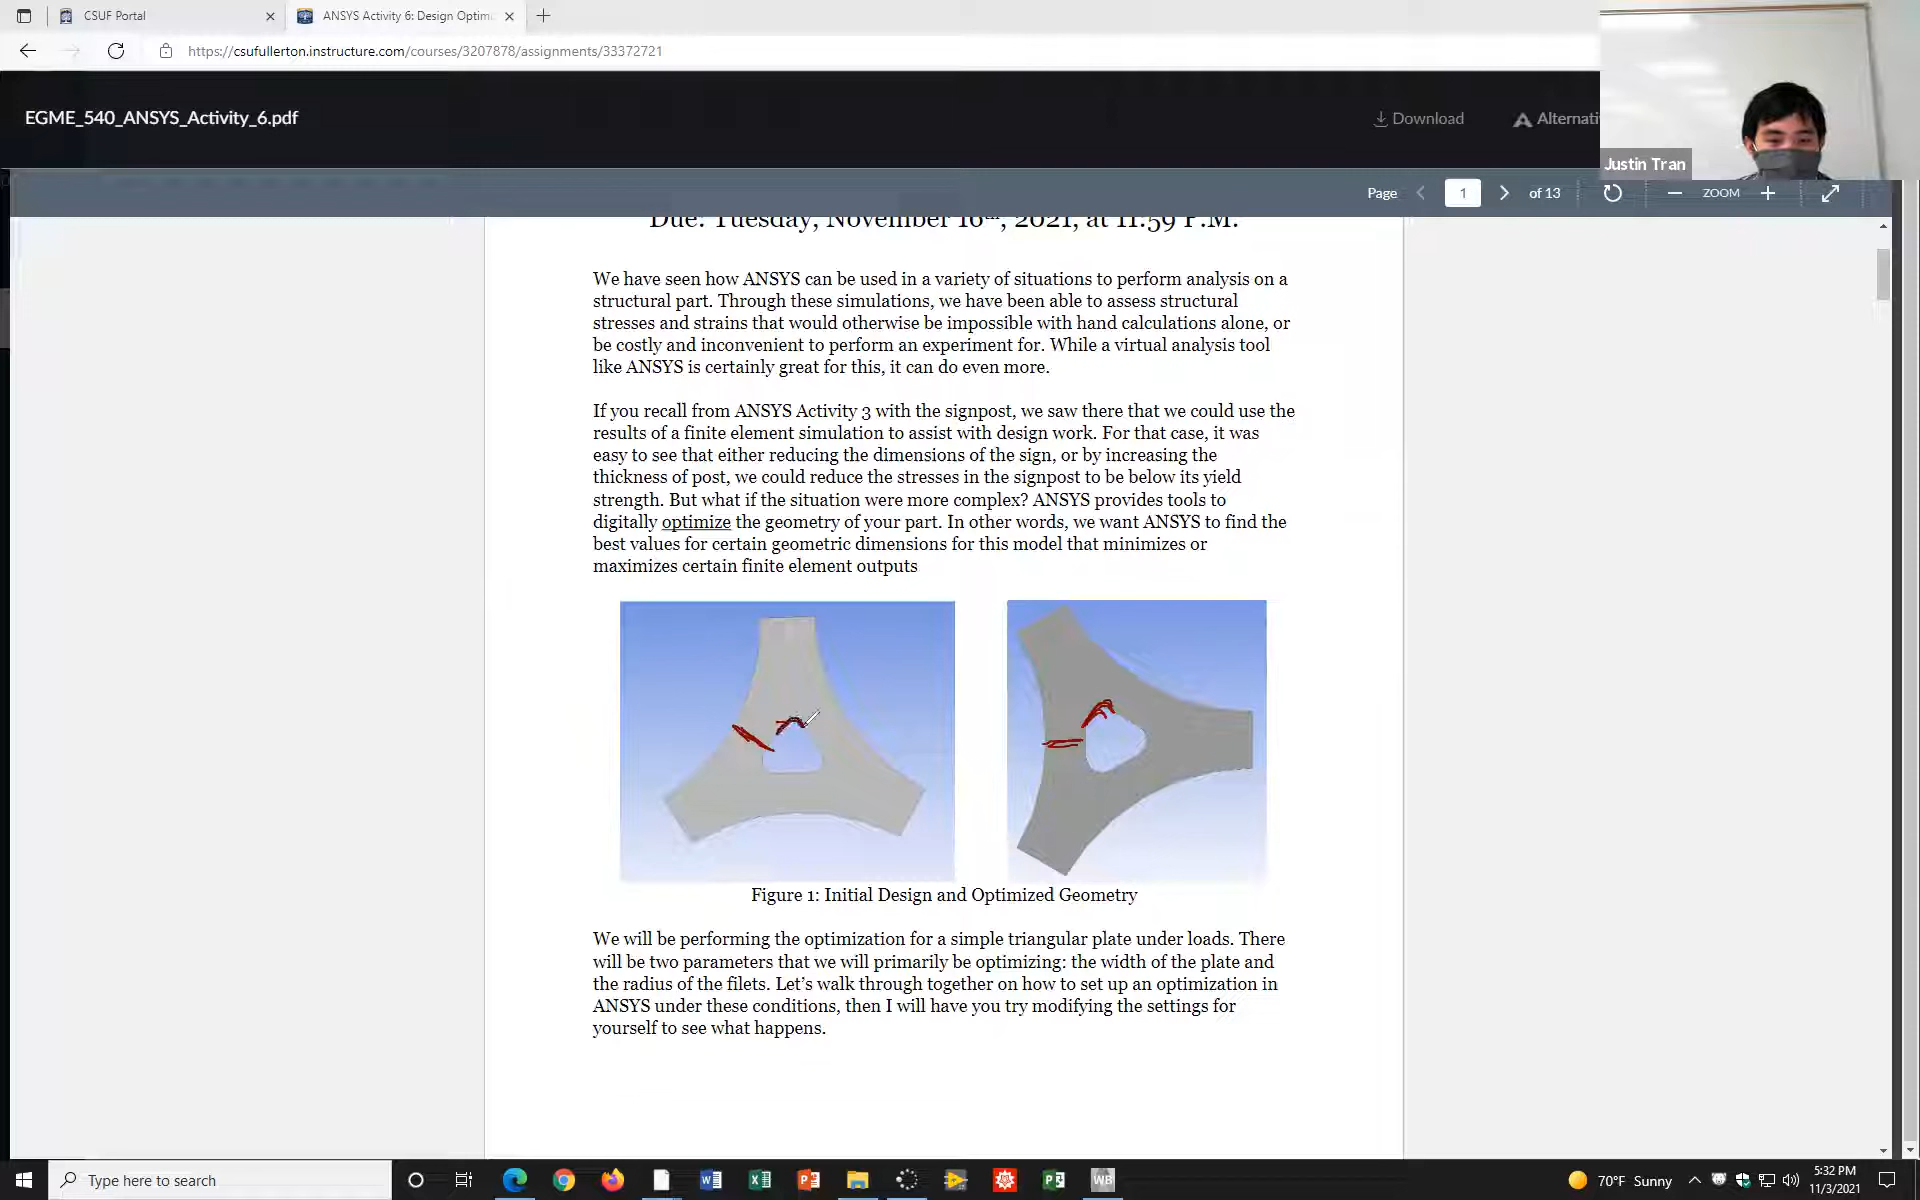 CSUF Portal
ANSYS Activity 6: Design Optimi
https://csufullerton.instructure.com/courses/3207878/assignments/33372721
EGME_540_ANSYS_Activity_6.pdf
Download
Alternati
Justin Tran
Page
1
of 13
ZOOM
Due: Tuesday, November 16th, 2021, at 11:59 P.M.
We have seen how ANSYS can be used in a variety of situations to perform analysis on a
structural part. Through these simulations, we have been able to assess structural
stresses and strains that would otherwise be impossible with hand calculations alone, or
be costly and inconvenient to perform an experiment for. While a virtual analysis tool
like ANSYS is certainly great for this, it can do even more.
If you recall from ANSYS Activity 3 with the signpost, we saw there that we could use the
results of a finite element simulation to assist with design work. For that case, it was
easy to see that either reducing the dimensions of the sign, or by increasing the
thickness of post, we could reduce the stresses in the signpost to be below its yield
strength. But what if the situation were more complex? ANSYS provides tools to
digitally optimize the geometry of your part. In other words, we want ANSYS to find the
best values for certain geometric dimensions for this model that minimizes or
maximizes certain finite element outputs
Figure 1: Initial Design and Optimized Geometry
We will be performing the optimization for a simple triangular plate under loads. There
will be two parameters that we will primarily be optimizing: the width of the plate and
the radius of the filets. Let's walk through together on how to set up an optimization in
ANSYS under these conditions, then I will have you try modifying the settings for
yourself to see what happens.
Type here to search
WB
70°F Sunny
5:32 PM
11/3/2021